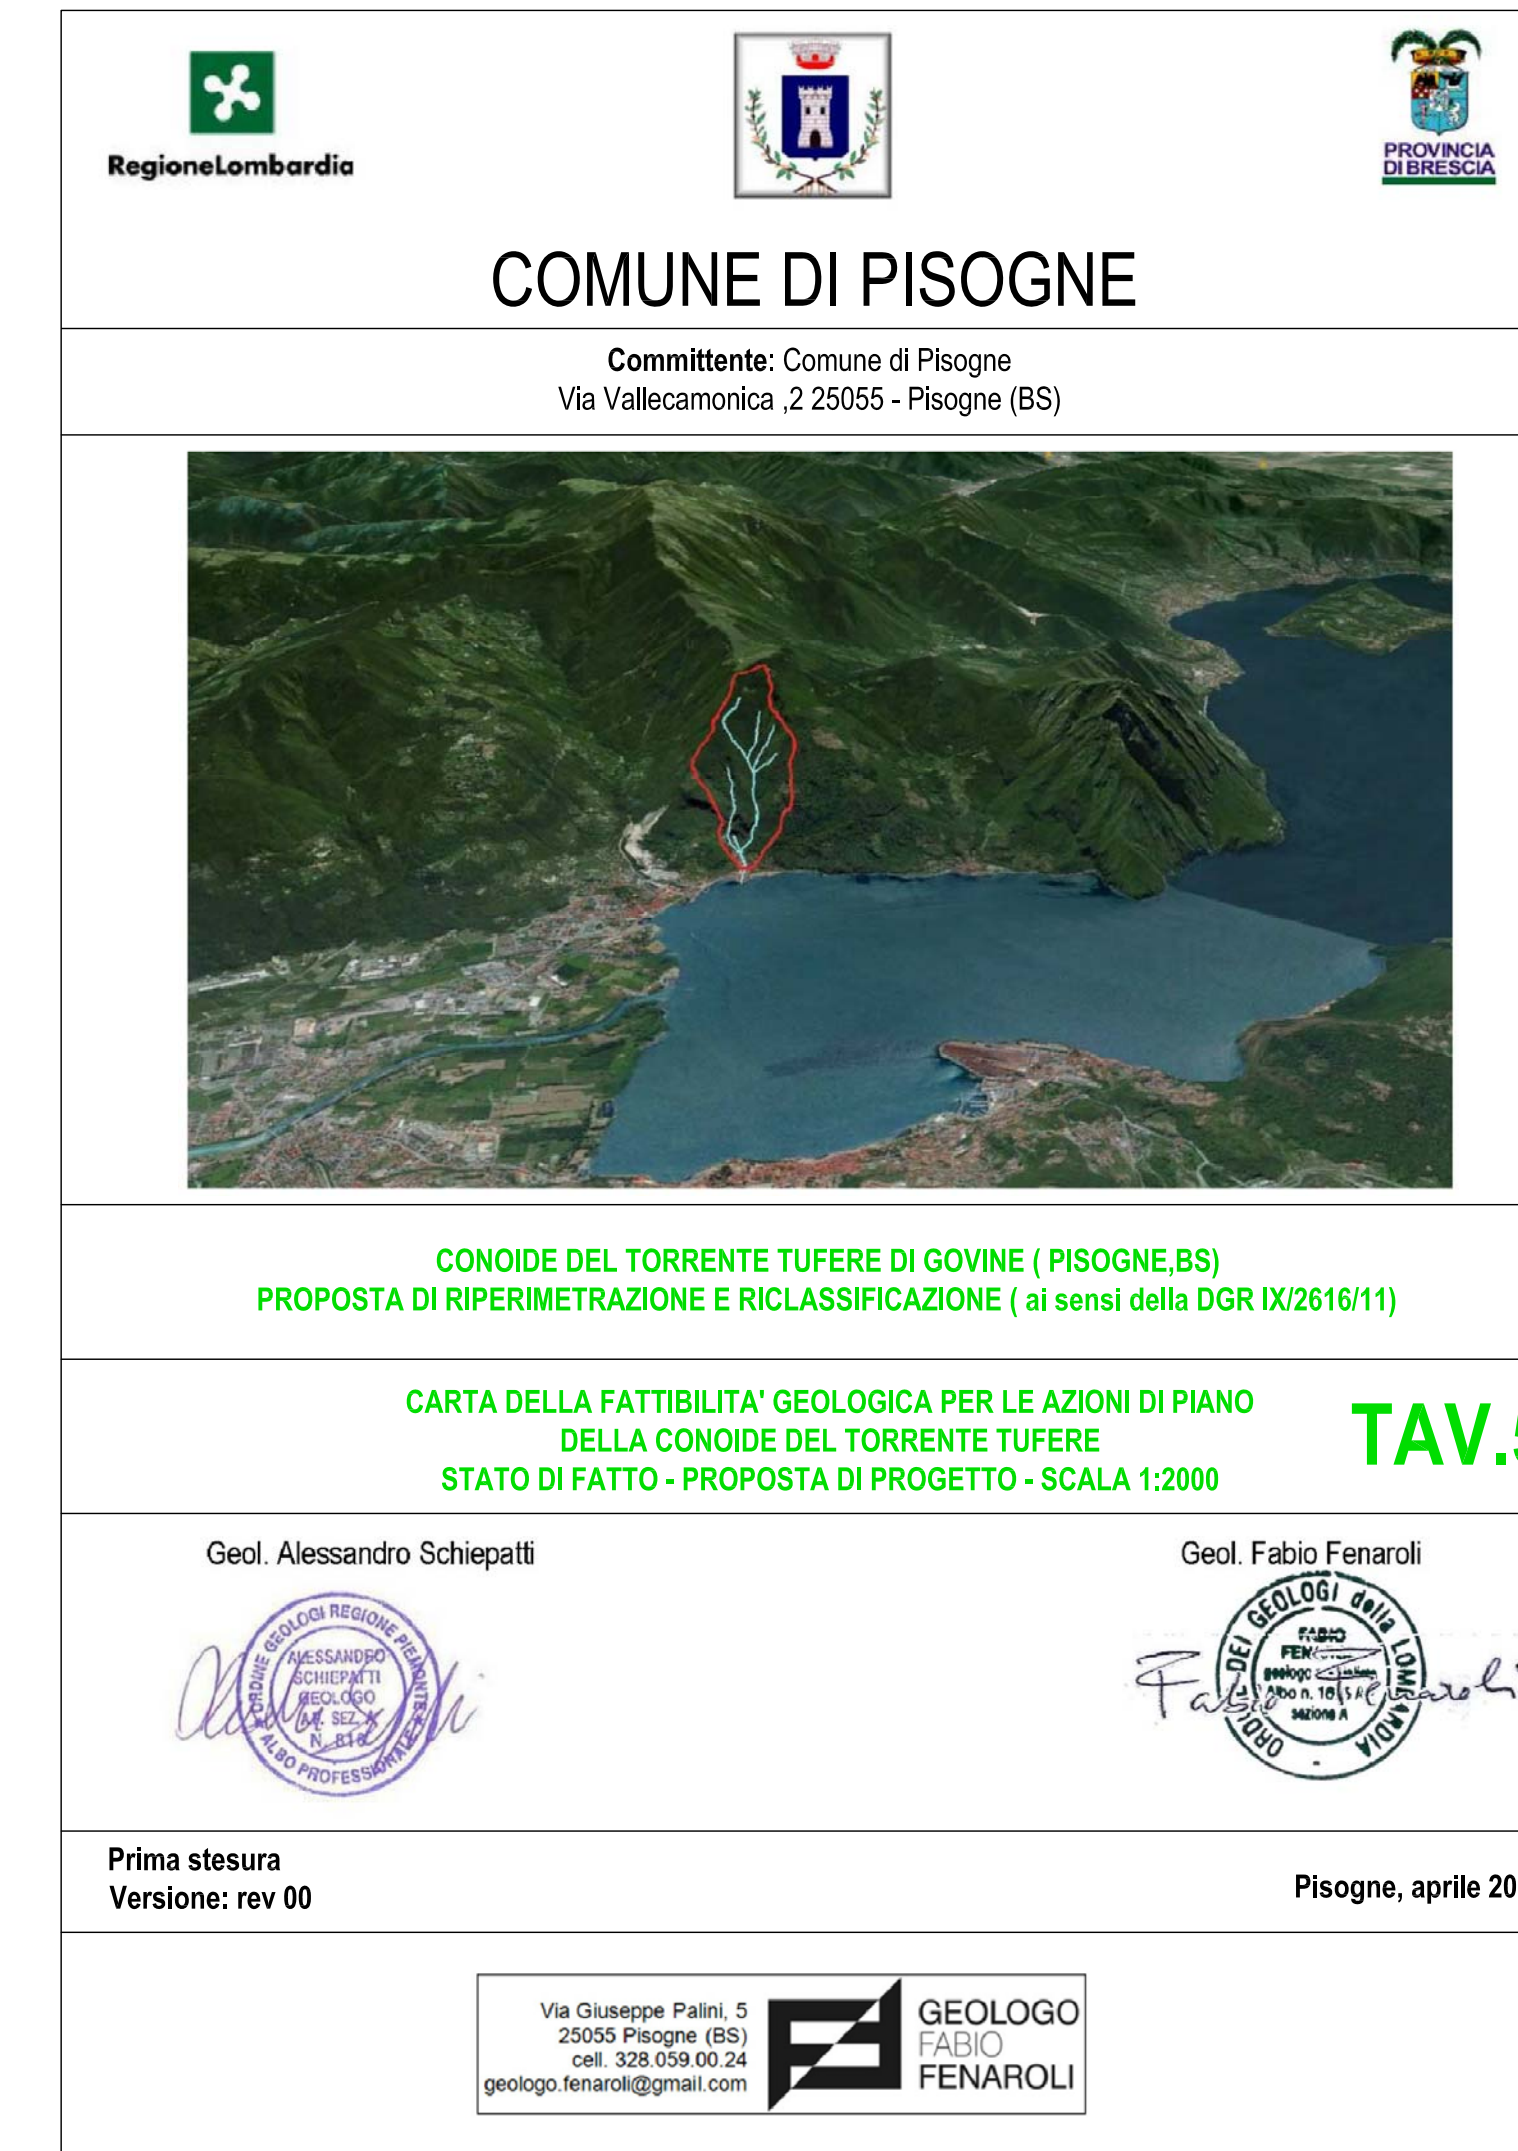 RegioneLombardia
PROVINCIA
DI BRESCIA
COMUNE DI PISOGNE
Committente: Comune di Pisogne
Via Vallecamonica ,2 25055 - Pisogne (BS)
CONOIDE DEL TORRENTE TUFERE DI GOVINE ( PISOGNE,BS)
PROPOSTA DI RIPERIMETRAZIONE E RICLASSIFICAZIONE ( ai sensi della DGR IX/2616/11)
CARTA DELLA FATTIBILITA' GEOLOGICA PER LE AZIONI DI PIANO
DELLA CONOIDE DEL TORRENTE TUFERE
STATO DI FATTO - PROPOSTA DI PROGETTO - SCALA 1:2000
TAV.5
Geol. Alessandro Schiepatti
ORDINE GEOLOGI REGIONE PIEMONTE
ALESSANDRO
SCHIEPATTI
GEOLOGO
SEZ. A
N. 818
ALBO PROFESSIONALE
Geol. Fabio Fenaroli
ORDINE DEI GEOLOGI della LOMBARDIA
FABIO
geologo
Albo n.
sezione A
Fabio Fenaroli
Prima stesura
Versione: rev 00
Pisogne, aprile 20
Via Giuseppe Palini, 5
25055 Pisogne (BS)
cell. 328.059.00.24
geologo.fenaroli@gmail.com
GEOLOGO
FABIO
FENAROLI